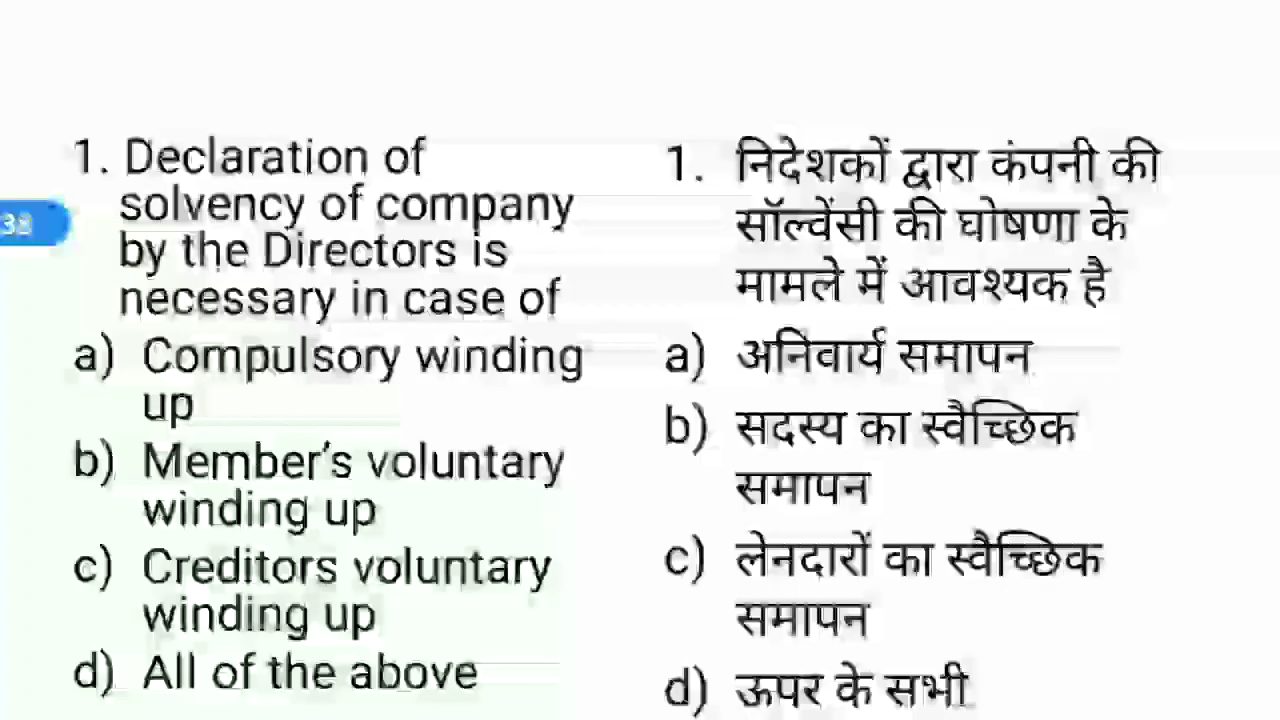 1. Declaration of
solvency of company
by the Directors is
necessary in case of
a) Compulsory winding
up
b) Member's voluntary
winding up
c) Creditors voluntary
winding up
d) All of the above
38
1. निदेशकों द्वारा कंपनी की
सॉल्वेंसी की घोषणा के
मामले में आवश्यक है
a) अनिवार्य समापन
b) सदस्य का स्वैच्छिक
समापन
c) लेनदारों का स्वैच्छिक
समापन
d) ऊपर के सभी